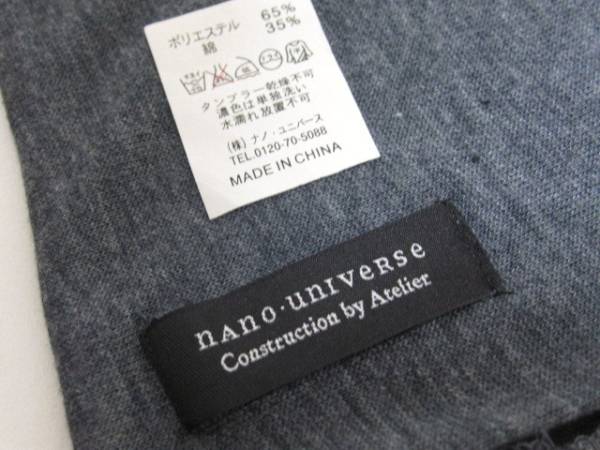 ポリエステル 65%
綿 35%
タンブラー乾燥不可
濃色は単独洗い
水濡れ放置不可
(株)ナノ・ユニバース
TEL.0120-70-5088
MADE IN CHINA
nAno·unIVeRse
Construction by Atelier